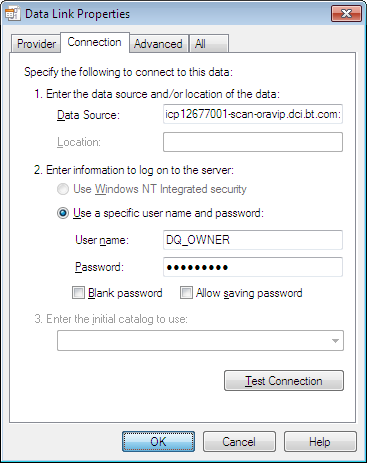 Data Link Properties
Provider Connection Advanced All
Specify the following to connect to this data:
1. Enter the data source and/or location of the data:
Data Source: icp12677001-scan-oravip.dci.bt.com:
Location:
2. Enter information to log on to the server:
Use Windows NT Integrated security
Use a specific user name and password:
User name: DQ_OWNER
Password: ●●●●●●●●●
Blank password Allow saving password
3. Enter the initial catalog to use:
Test Connection
OK Cancel Help